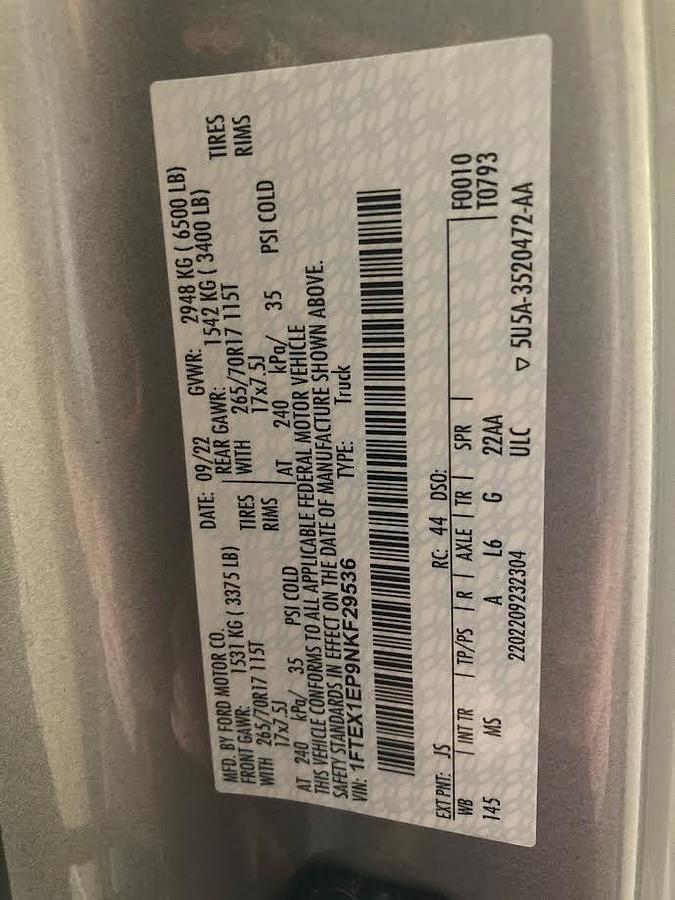 MFD. BY FORD MOTOR CO.
DATE: 09/22 GVWR: 2948 KG ( 6500 LB)
FRONT GAWR: 1531 KG ( 3375 LB) REAR GAWR: 1542 KG ( 3400 LB)
WITH 265/70R17 115T TIRES WITH 265/70R17 115T TIRES
17x7.5J RIMS 17x7.5J RIMS
AT 240 kPa/ 35 PSI COLD AT 240 kPa/ 35 PSI COLD
THIS VEHICLE CONFORMS TO ALL APPLICABLE FEDERAL MOTOR VEHICLE
SAFETY STANDARDS IN EFFECT ON THE DATE OF MANUFACTURE SHOWN ABOVE.
VIN: 1FTEX1EP9NKF29536 TYPE: Truck
EXT PNT: JS RC: 44 DSO: F0010
WB INT TR TP/PS R AXLE TR SPR T0793
145 MS A L6 G 22AA
2202209232304 ULC ▽ 5U5A-3520472-AA